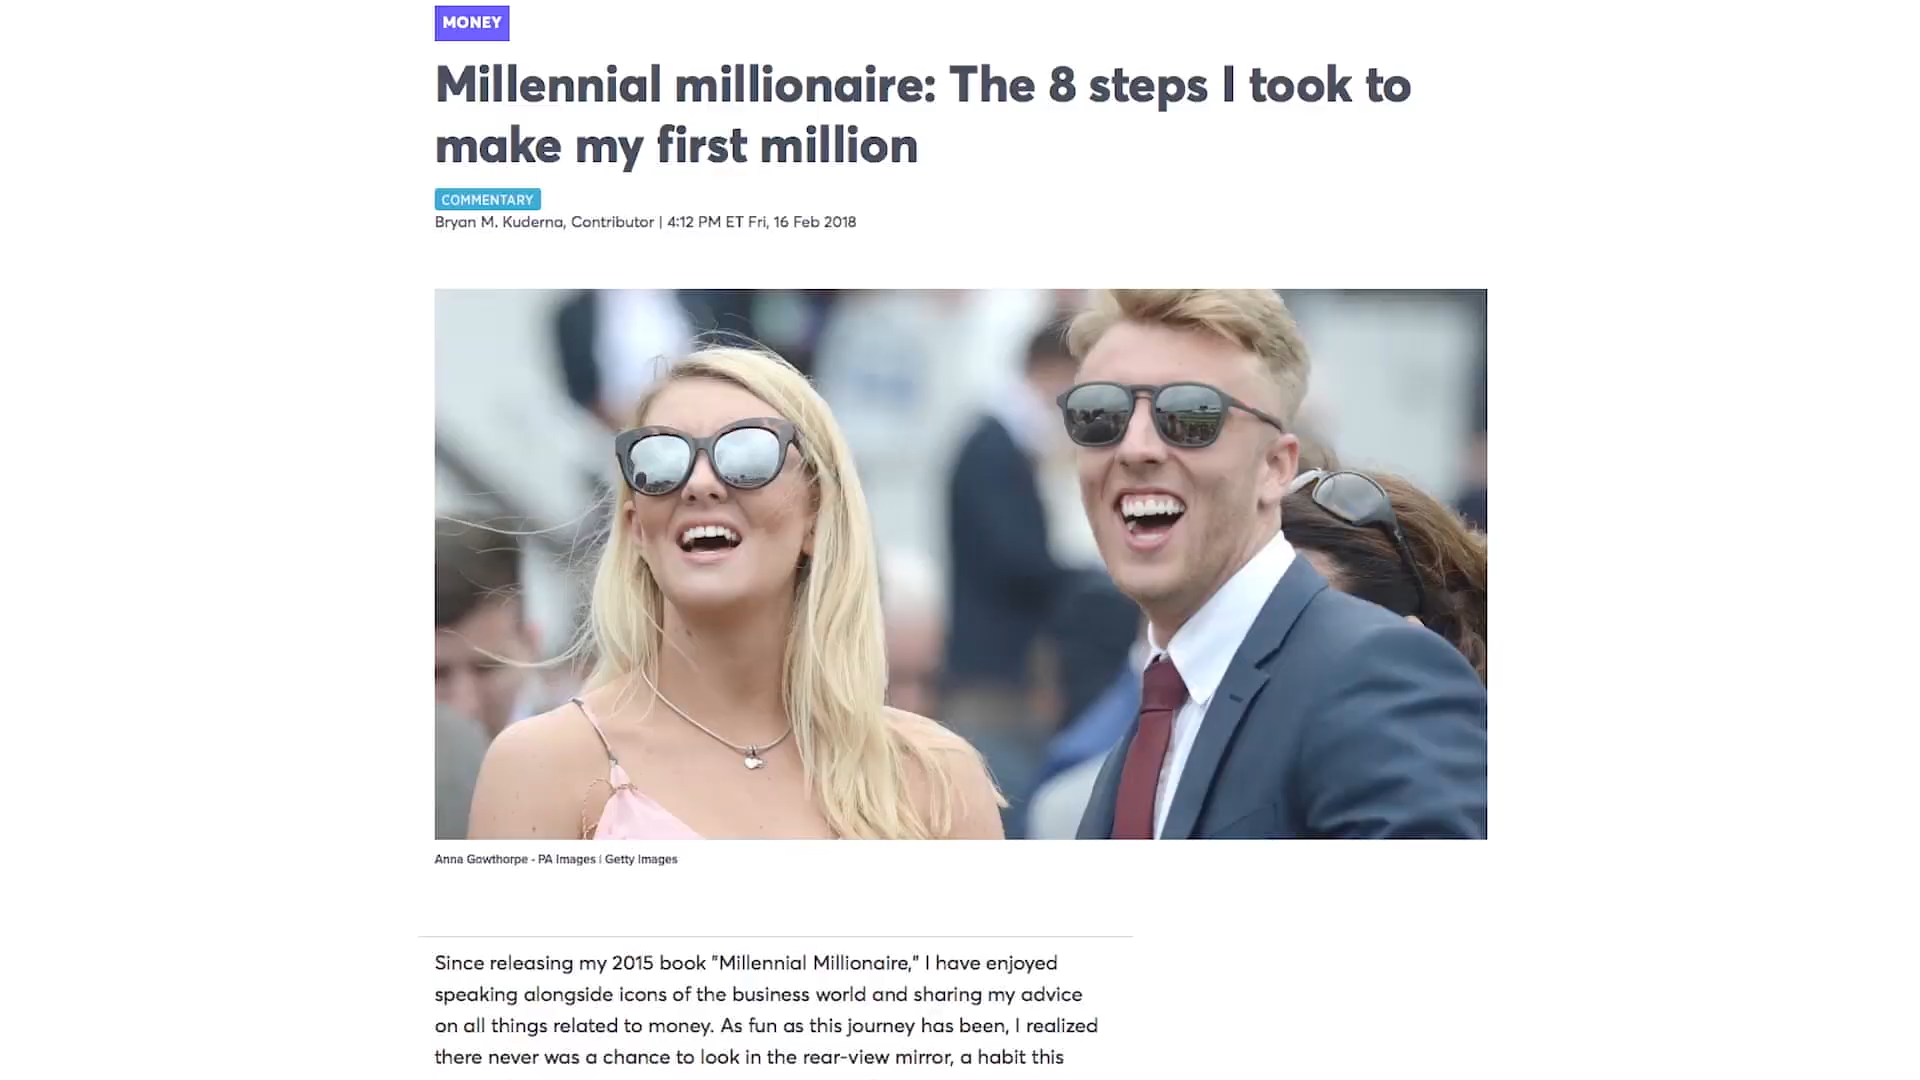 MONEY
Millennial millionaire: The 8 steps I took to
make my first million
COMMENTARY
Bryan M. Kuderna, Contributor | 4:12 PM ET Fri, 16 Feb 2018
Anna Gowthorpe - PA Images | Getty Images
Since releasing my 2015 book "Millennial Millionaire," I have enjoyed
speaking alongside icons of the business world and sharing my advice
on all things related to money. As fun as this journey has been, I realized
there never was a chance to look in the rear-view mirror, a habit this